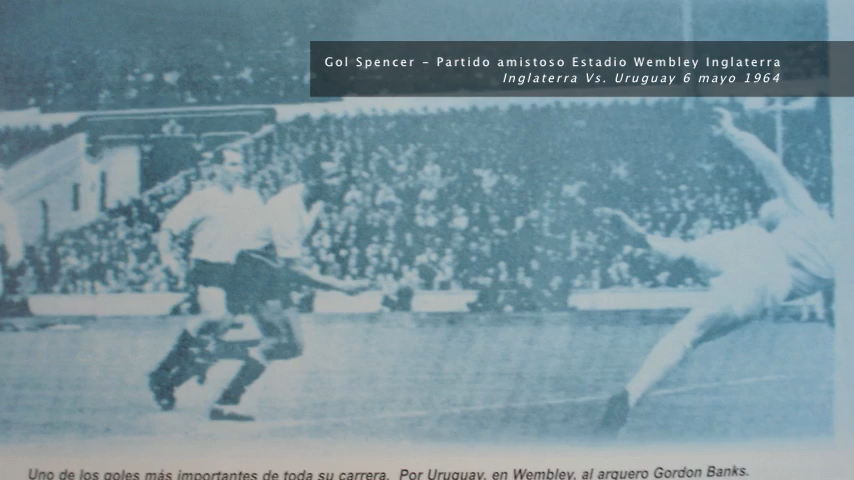 Gol Spencer - Partido amistoso Estadio Wembley Inglaterra
Inglaterra Vs. Uruguay 6 mayo 1964
Uno de los goles más importantes de toda su carrera. Por Uruguay, en Wembley, al arquero Gordon Banks.